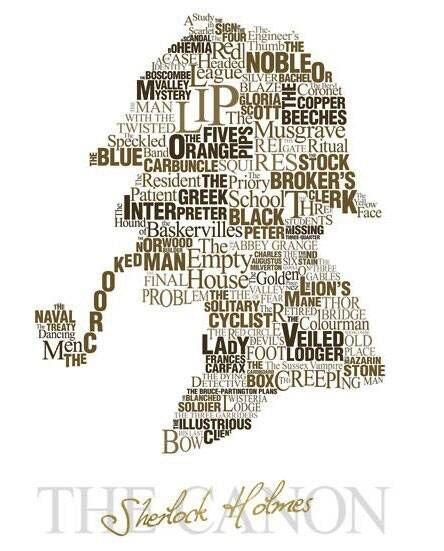 A Study in Scarlet
The SIGN of the FOUR
A SCANDAL in BOHEMIA
The Red Headed League
A CASE of IDENTITY
The BOSCOMBE VALLEY MYSTERY
The Engineer's Thumb
The NOBLE BACHELOR
The Beryl Coronet
SILVER BLAZE
The MAN WITH THE TWISTED LIP
The GLORIA SCOTT
THE COPPER BEECHES
The Speckled Band
THE FIVE ORANGE PIPS
The Musgrave Ritual
THE BLUE CARBUNCLE
REIGATE SQUIRES
The STOCK BROKER'S CLERK
The Resident Patient
THE GREEK INTERPRETER
The Priory School
The THREE STUDENTS
The Yellow Face
The Hound of the Baskervilles
BLACK PETER
The MISSING THREE-QUARTER
The NORWOOD BUILDER
The ABBEY GRANGE
The Empty House
CHARLES AUGUSTUS MILVERTON
THE SIX
THE CROOKED MAN
The FINAL PROBLEM
The Golden
THREE GABLES
THE VALLEY OF FEAR
The LION'S MANE
THE SOLITARY CYCLIST
THE NAVAL TREATY
The Dancing Men
The RETIRED Colourman
THOR BRIDGE
THE RED CIRCLE
The DEVIL'S FOOT
The VEILED LODGER
OLD PLACE
LADY FRANCES CARFAX
The Sussex Vampire
MAZARIN STONE
THE DYING DETECTIVE
THE CARDBOARD BOX
The CREEPING MAN
THE BRUCE-PARTINGTON PLANS
THE BLANCHED SOLDIER
WISTERIA LODGE
THE THREE GARRIDEBS
THE ILLUSTRIOUS CLIENT
HIS LAST BOW
THE CANON
Sherlock Holmes